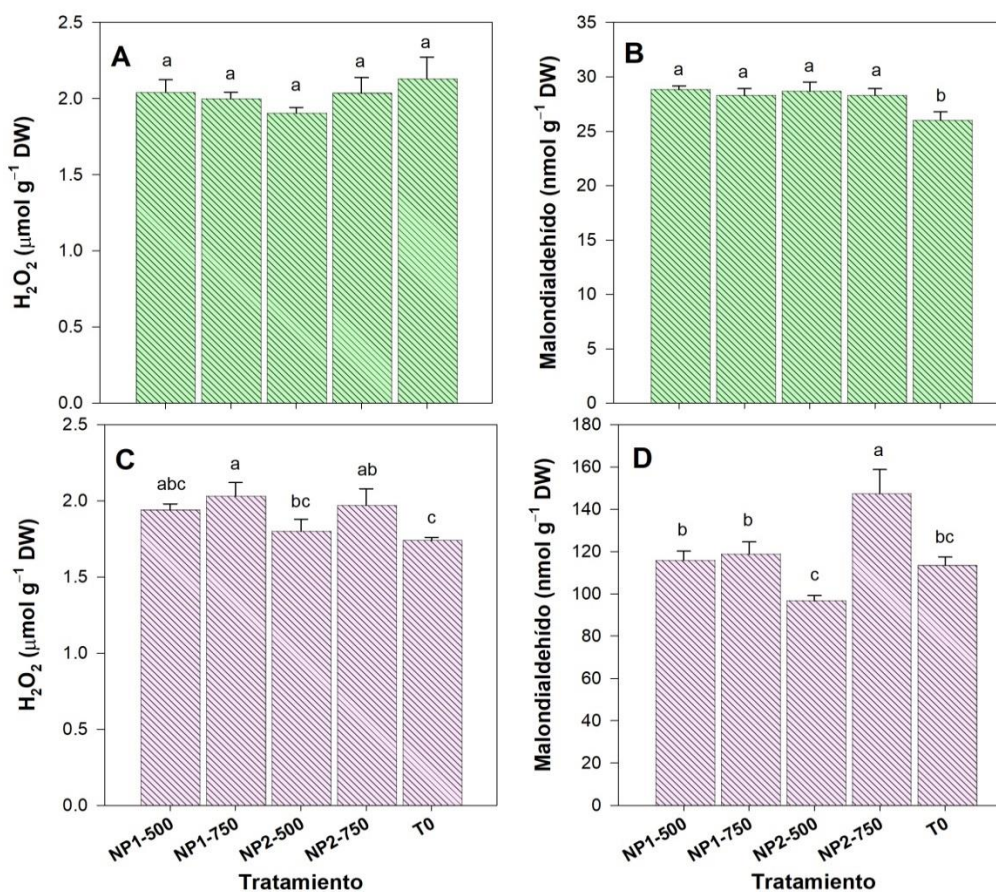 A
H₂O₂ (μmol g⁻¹ DW)
2.5
2.0
1.5
1.0
0.5
0.0
a
a
a
a
a
B
Malondialdehído (nmol g⁻¹ DW)
35
30
25
20
15
10
5
0
a
a
a
a
b
C
H₂O₂ (μmol g⁻¹ DW)
2.5
2.0
1.5
1.0
0.5
0.0
abc
a
bc
ab
c
NP1-500
NP1-750
NP2-500
NP2-750
T0
Tratamiento
D
Malondialdehído (nmol g⁻¹ DW)
180
160
140
120
100
80
60
40
20
0
b
b
c
a
bc
NP1-500
NP1-750
NP2-500
NP2-750
T0
Tratamiento